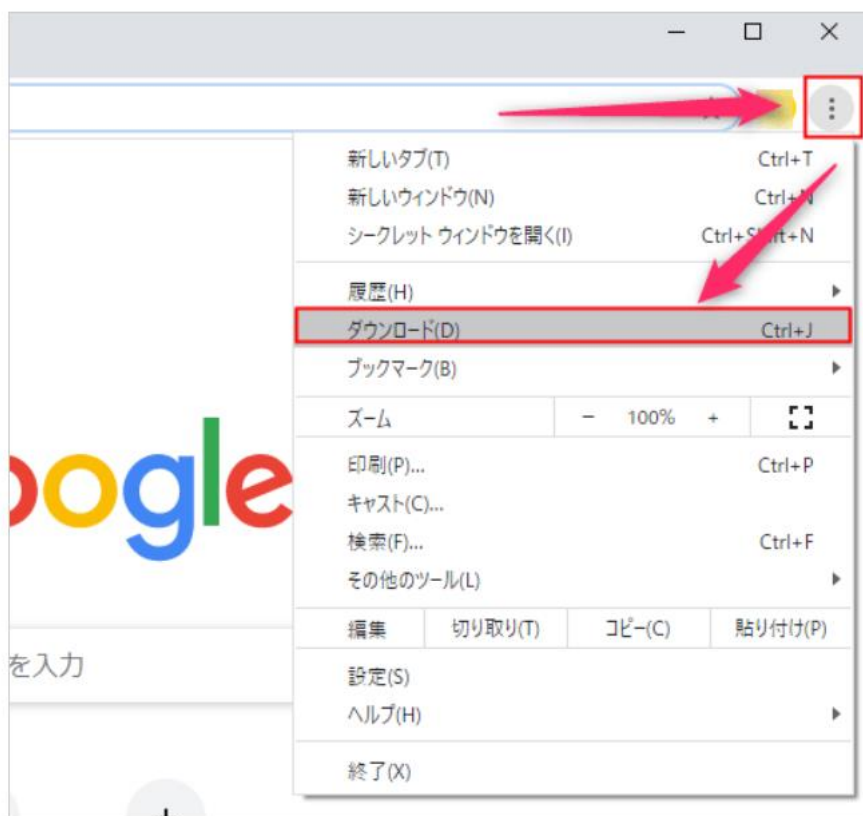 新しいタブ(T) Ctrl+T
新しいウィンドウ(N) Ctrl+N
シークレット ウィンドウを開く(I) Ctrl+Shift+N
履歴(H)
ダウンロード(D) Ctrl+J
ブックマーク(B)
ズーム - 100% +
印刷(P)... Ctrl+P
キャスト(C)...
検索(F)... Ctrl+F
その他のツール(L)
編集 切り取り(T) コピー(C) 貼り付け(P)
設定(S)
ヘルプ(H)
終了(X)
oogle
を入力